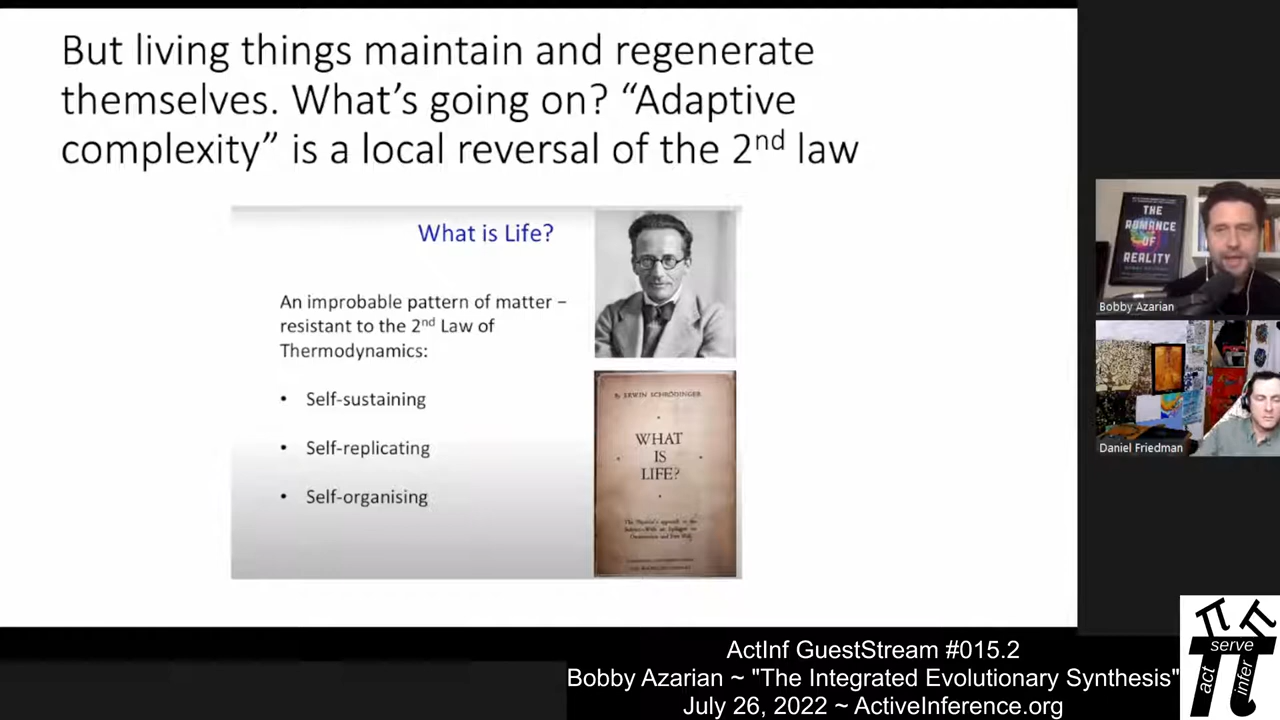 But living things maintain and regenerate
themselves. What's going on? “Adaptive
complexity” is a local reversal of the 2nd law
What is Life?
An improbable pattern of matter –
resistant to the 2nd Law of
Thermodynamics:
• Self-sustaining
• Self-replicating
• Self-organising
By ERWIN SCHRÖDINGER
WHAT
IS
LIFE?
THE
ROMANCE
OF
REALITY
Bobby Azarian
Daniel Friedman
ActInf GuestStream #015.2
Bobby Azarian ~ "The Integrated Evolutionary Synthesis"
July 26, 2022 ~ ActiveInference.org
serve
act
infer